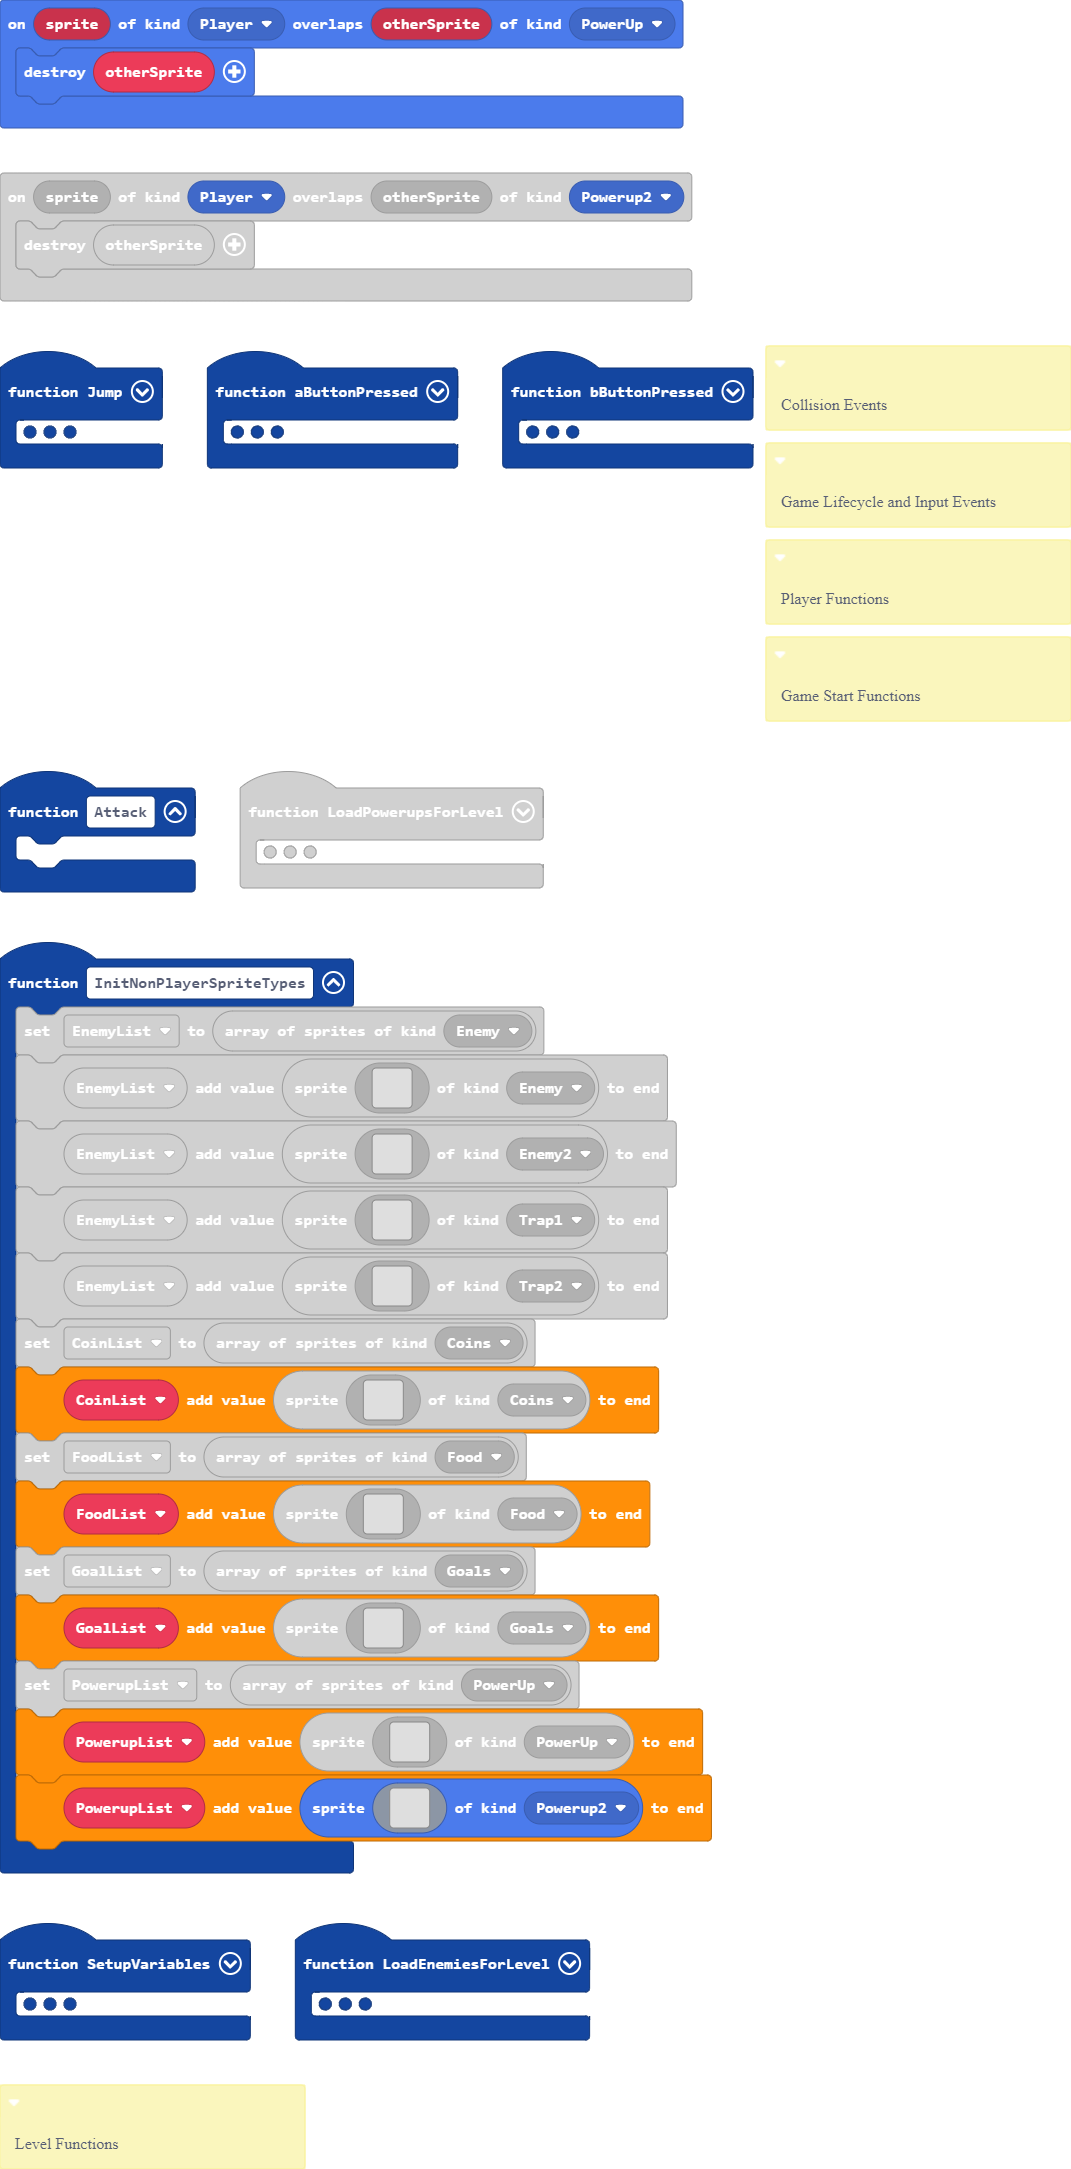 on sprite of kind Player overlaps otherSprite of kind PowerUp
destroy otherSprite
on sprite of kind Player overlaps otherSprite of kind Powerup2
destroy otherSprite
function Jump
function aButtonPressed
function bButtonPressed
Collision Events
Game Lifecycle and Input Events
Player Functions
Game Start Functions
function Attack
function LoadPowerupsForLevel
function InitNonPlayerSpriteTypes
set EnemyList to array of sprites of kind Enemy
EnemyList add value sprite of kind Enemy to end
EnemyList add value sprite of kind Enemy2 to end
EnemyList add value sprite of kind Trap1 to end
EnemyList add value sprite of kind Trap2 to end
set CoinList to array of sprites of kind Coins
CoinList add value sprite of kind Coins to end
set FoodList to array of sprites of kind Food
FoodList add value sprite of kind Food to end
set GoalList to array of sprites of kind Goals
GoalList add value sprite of kind Goals to end
set PowerupList to array of sprites of kind PowerUp
PowerupList add value sprite of kind PowerUp to end
PowerupList add value sprite of kind Powerup2 to end
function SetupVariables
function LoadEnemiesForLevel
Level Functions